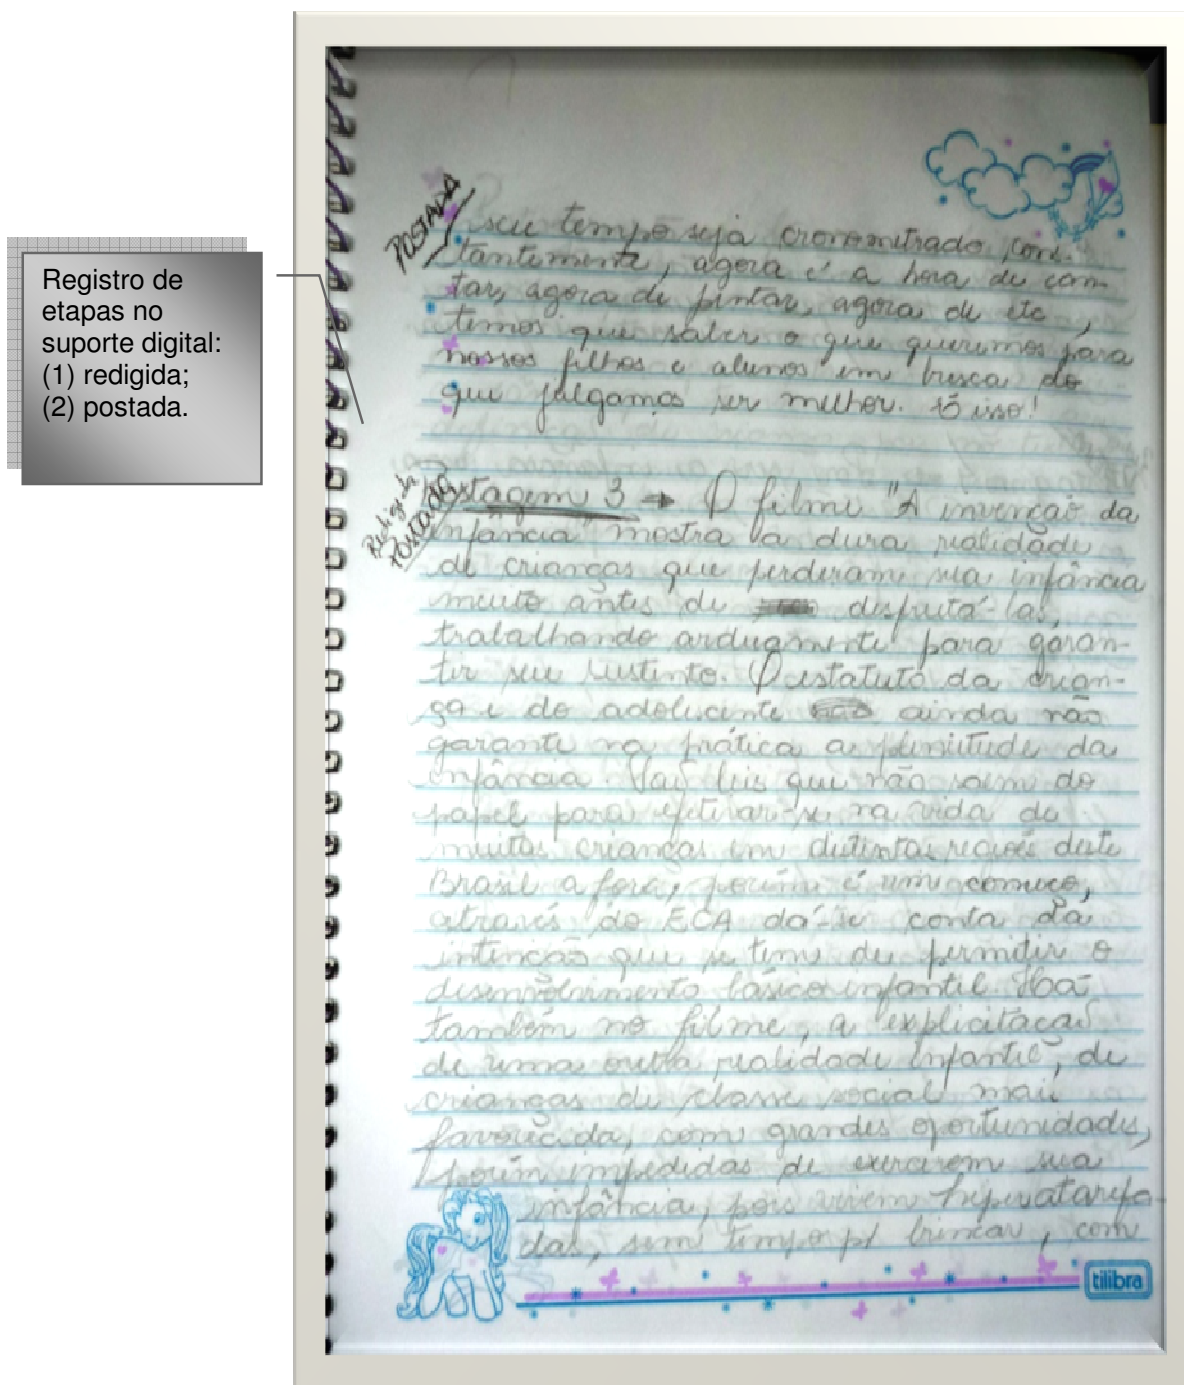 Registro de
etapas no
suporte digital:
(1) redigida;
(2) postada.
POSTADA
seu tempo seja cronometrado cons-
tantemente, agora é a hora de can-
tar, agora de pintar, agora de etc,
temos que saber o que queremos para
nossos filhos e alunos em busca do
que julgamos ser melhor. É isso!
Redigida
POSTADA
Postagem 3 → O filme "A invenção da
infância" mostra a dura realidade
de crianças que perderam sua infância
muito antes de disfrutá-las,
trabalhando arduamente para garan-
tir seu sustento. O estatuto da crian-
ça e do adolescente ainda não
garante na prática a plenitude da
infância. São leis que não saem do
papel para efetivar-se na vida de
muitas crianças em distintas regiões deste
Brasil a fora, porém é um começo,
através do ECA dá-se conta da
intenção que se tem de permitir o
desenvolvimento básico infantil. Há
também no filme, a explicitação
de uma outra realidade infantil, de
crianças de classe social mais
favorecida, com grandes oportunidades,
porém impedidas de exercerem sua
infância, pois vivem hiperatarefa-
das, sem tempo p/ brincar, com
tilibra